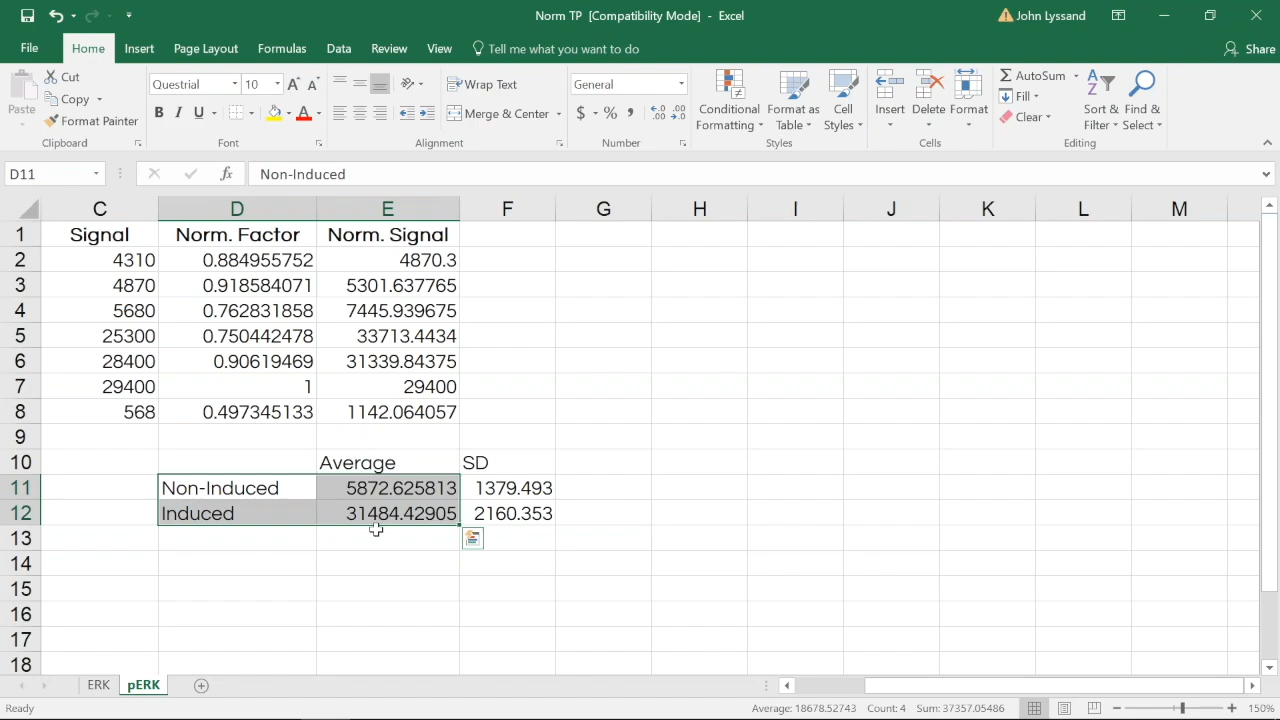 Norm TP [Compatibility Mode] - Excel
John Lyssand
File Home Insert Page Layout Formulas Data Review View Tell me what you want to do Share
Paste
Cut
Copy
Format Painter
Clipboard
Questrial 10
B I U
Font
Wrap Text
Merge & Center
Alignment
General
$ % ,
Number
Conditional Formatting
Format as Table
Cell Styles
Styles
Insert Delete Format
Cells
AutoSum
Fill
Clear
Sort & Filter
Find & Select
Editing
D11 fx Non-Induced
C D E F G H I J K L M
1 Signal Norm. Factor Norm. Signal
2 4310 0.884955752 4870.3
3 4870 0.918584071 5301.637765
4 5680 0.762831858 7445.939675
5 25300 0.750442478 33713.4434
6 28400 0.90619469 31339.84375
7 29400 1 29400
8 568 0.497345133 1142.064057
9
10 Average SD
11 Non-Induced 5872.625813 1379.493
12 Induced 31484.42905 2160.353
13
14
15
16
17
18
ERK pERK
Ready Average: 18678.52743 Count: 4 Sum: 37357.05486 150%